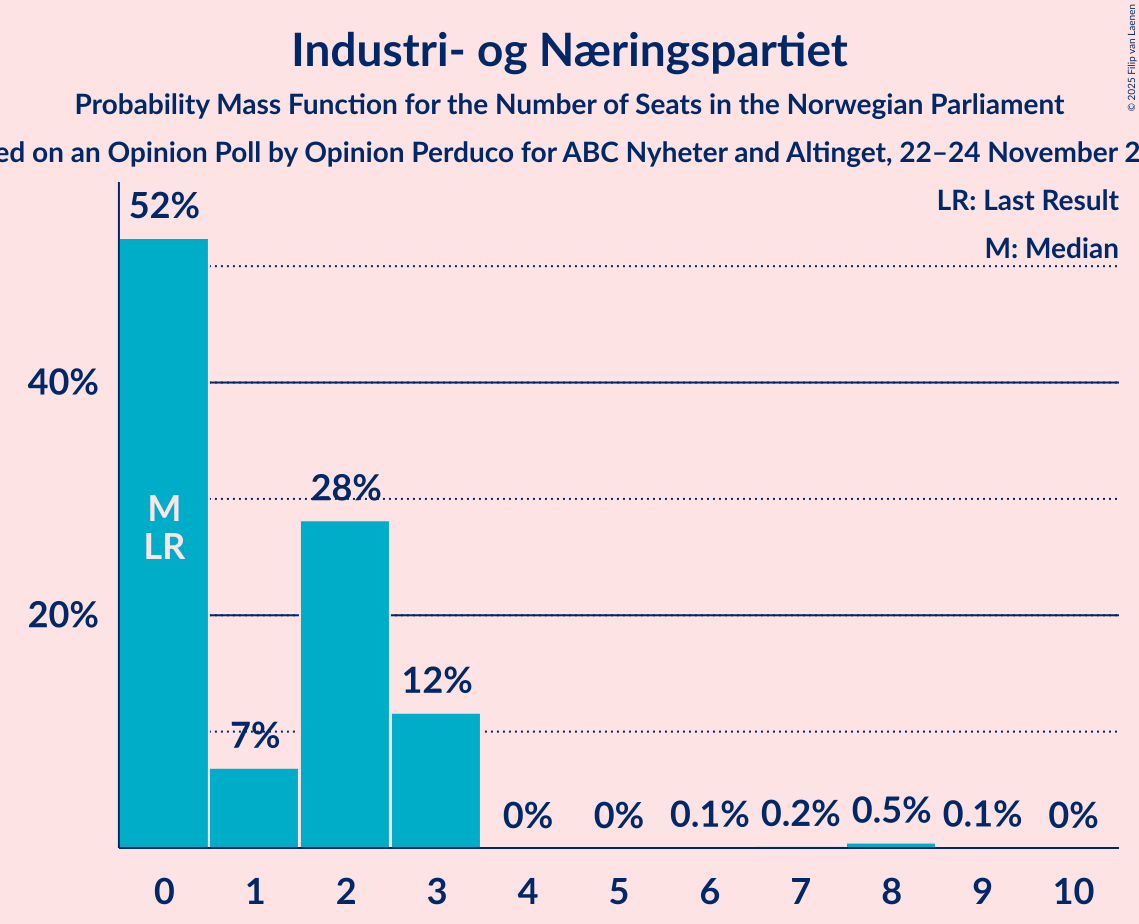 Industri- og Næringspartiet
Probability Mass Function for the Number of Seats in the Norwegian Parliament
on an Opinion Poll by Opinion Perduco for ABC Nyheter and Altinget, 22–24 November
© 2025 Filip van Laenen
LR: Last Result
M: Median
52%
40%
20%
M
LR
7%
28%
12%
0%
0%
0.1%
0.2%
0.5%
0.1%
0%
0 1 2 3 4 5 6 7 8 9 10